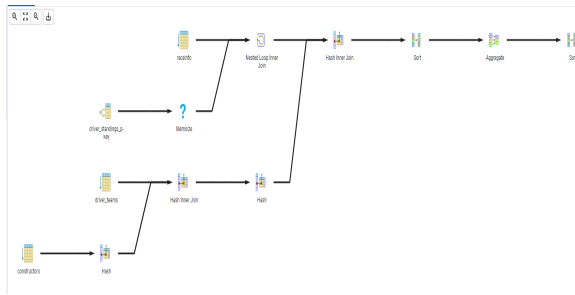 raceinfo
Nested Loop Inner
Join
Hash Inner Join
Sort
Aggregate
Sort
driver_standings_p-
key
Memoize
driver_teams
Hash Inner Join
Hash
constructors
Hash